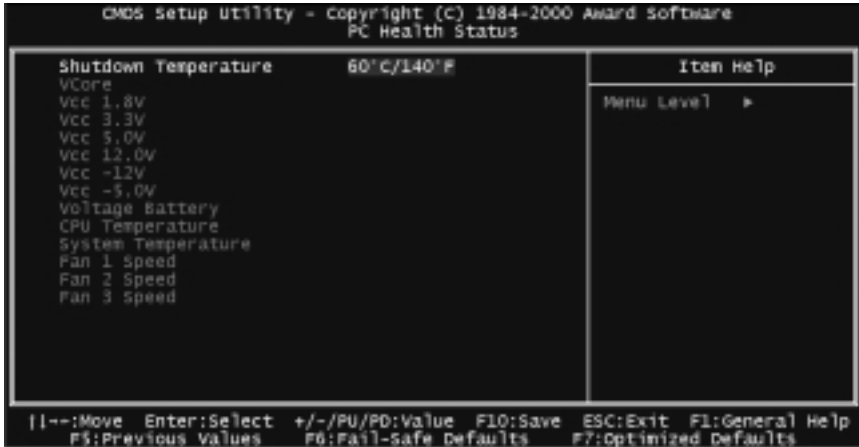 CMOS Setup Utility - Copyright (C) 1984-2000 Award Software
PC Health Status
Shutdown Temperature 60'C/140'F
VCore
Vcc 1.8V
Vcc 3.3V
Vcc 5.0V
Vcc 12.0V
Vcc -12V
Vcc -5.0V
Voltage Battery
CPU Temperature
System Temperature
Fan 1 Speed
Fan 2 Speed
Fan 3 Speed
Item Help
Menu Level ▶
||→←:Move Enter:Select +/-/PU/PD:Value F10:Save ESC:Exit F1:General Help
F5:Previous Values F6:Fail-Safe Defaults F7:Optimized Defaults